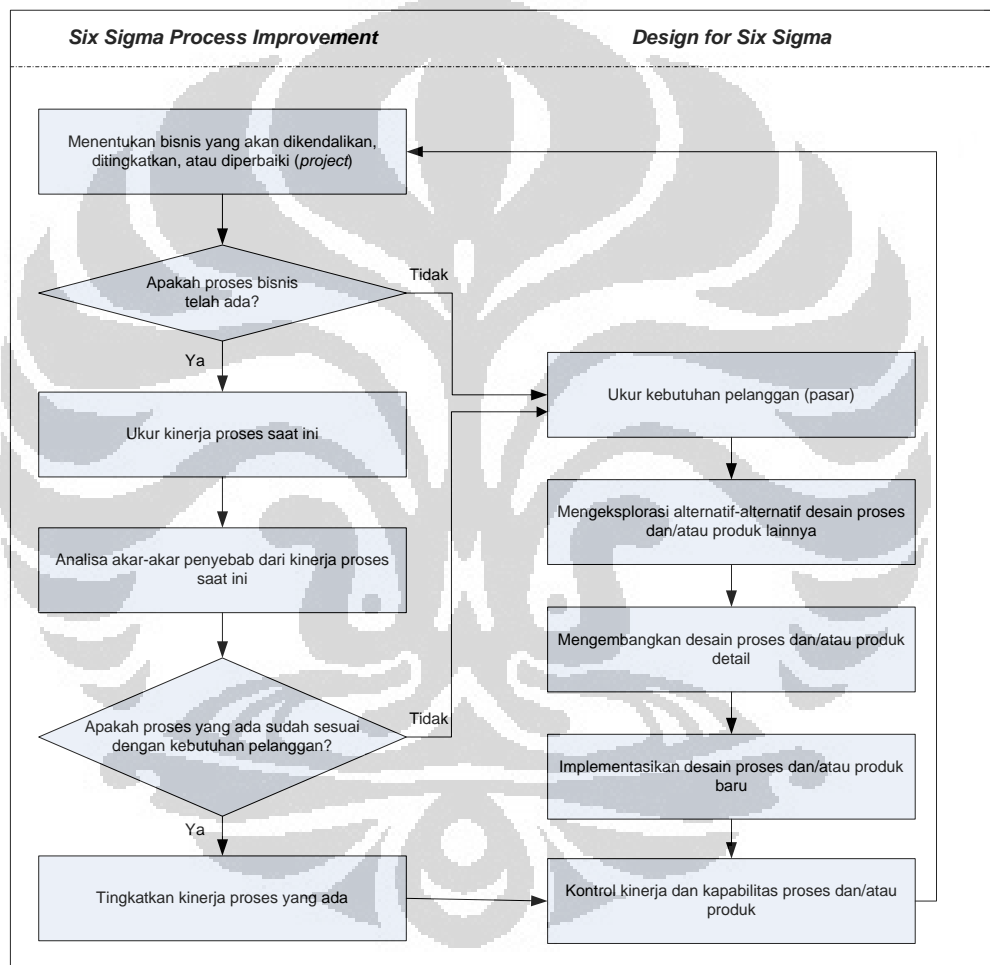 Six Sigma Process Improvement
Design for Six Sigma
Menentukan bisnis yang akan dikendalikan,
ditingkatkan, atau diperbaiki (project)
Apakah proses bisnis
telah ada?
Tidak
Ya
Ukur kinerja proses saat ini
Analisa akar-akar penyebab dari kinerja proses
saat ini
Apakah proses yang ada sudah sesuai
dengan kebutuhan pelanggan?
Tidak
Ya
Tingkatkan kinerja proses yang ada
Ukur kebutuhan pelanggan (pasar)
Mengeksplorasi alternatif-alternatif desain proses
dan/atau produk lainnya
Mengembangkan desain proses dan/atau produk
detail
Implementasikan desain proses dan/atau produk
baru
Kontrol kinerja dan kapabilitas proses dan/atau
produk